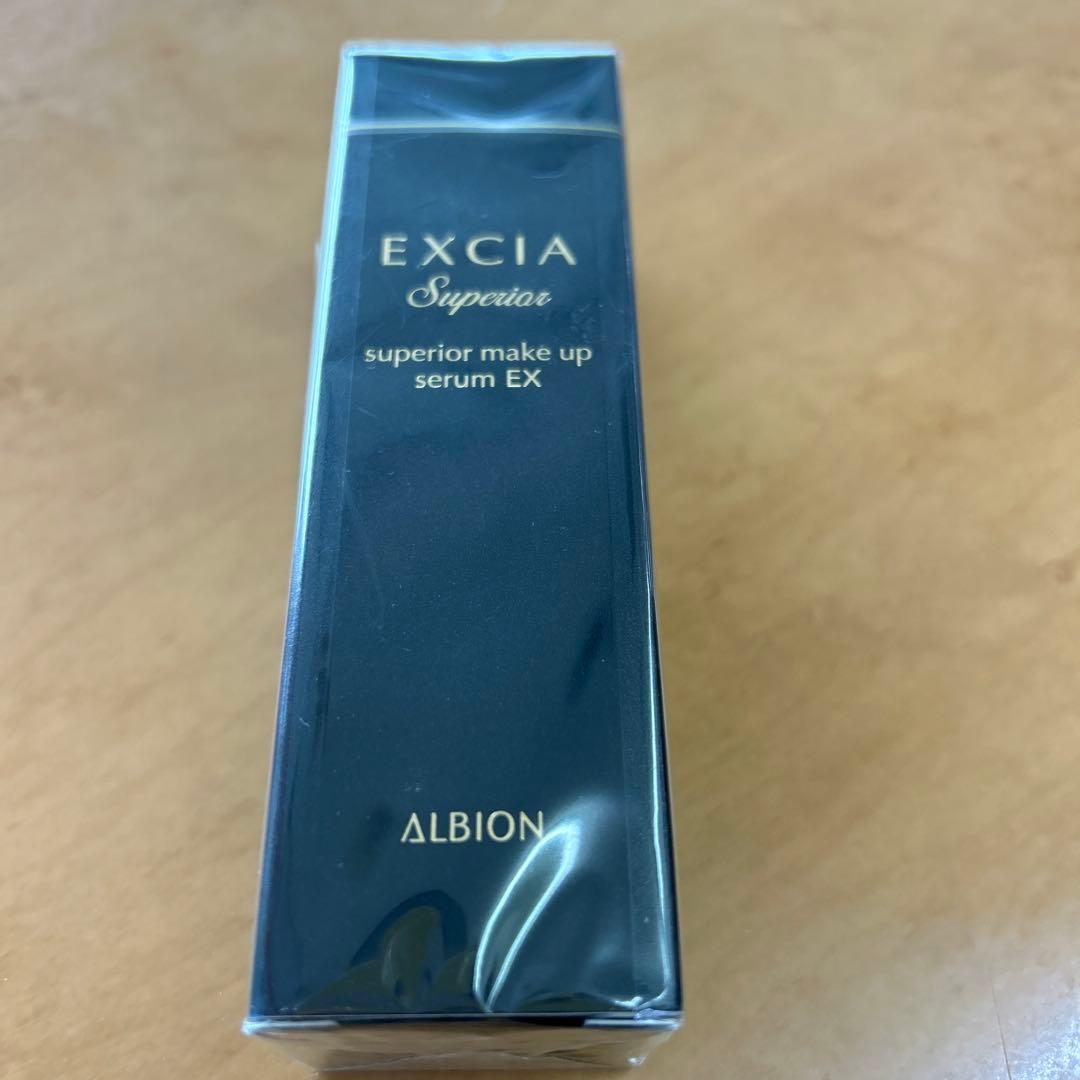 EXCIA
Superior
superior make up
serum EX
ALBION